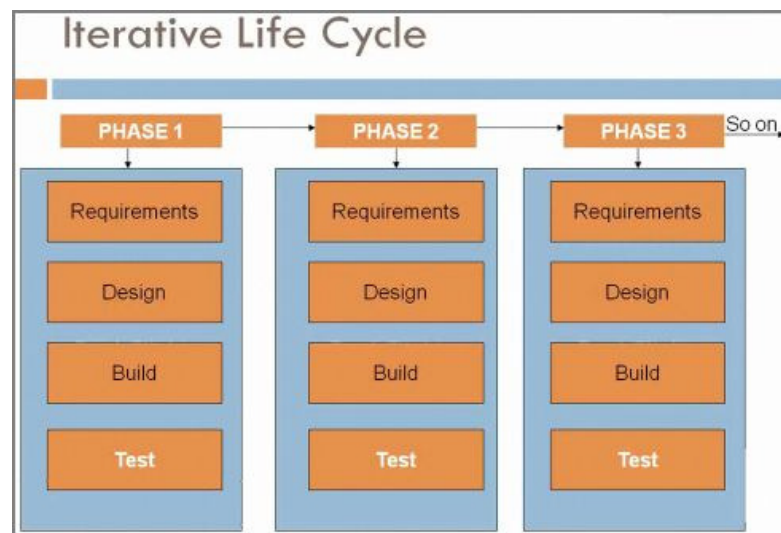 Iterative Life Cycle
PHASE 1
PHASE 2
PHASE 3
So on
Requirements
Design
Build
Test
Requirements
Design
Build
Test
Requirements
Design
Build
Test